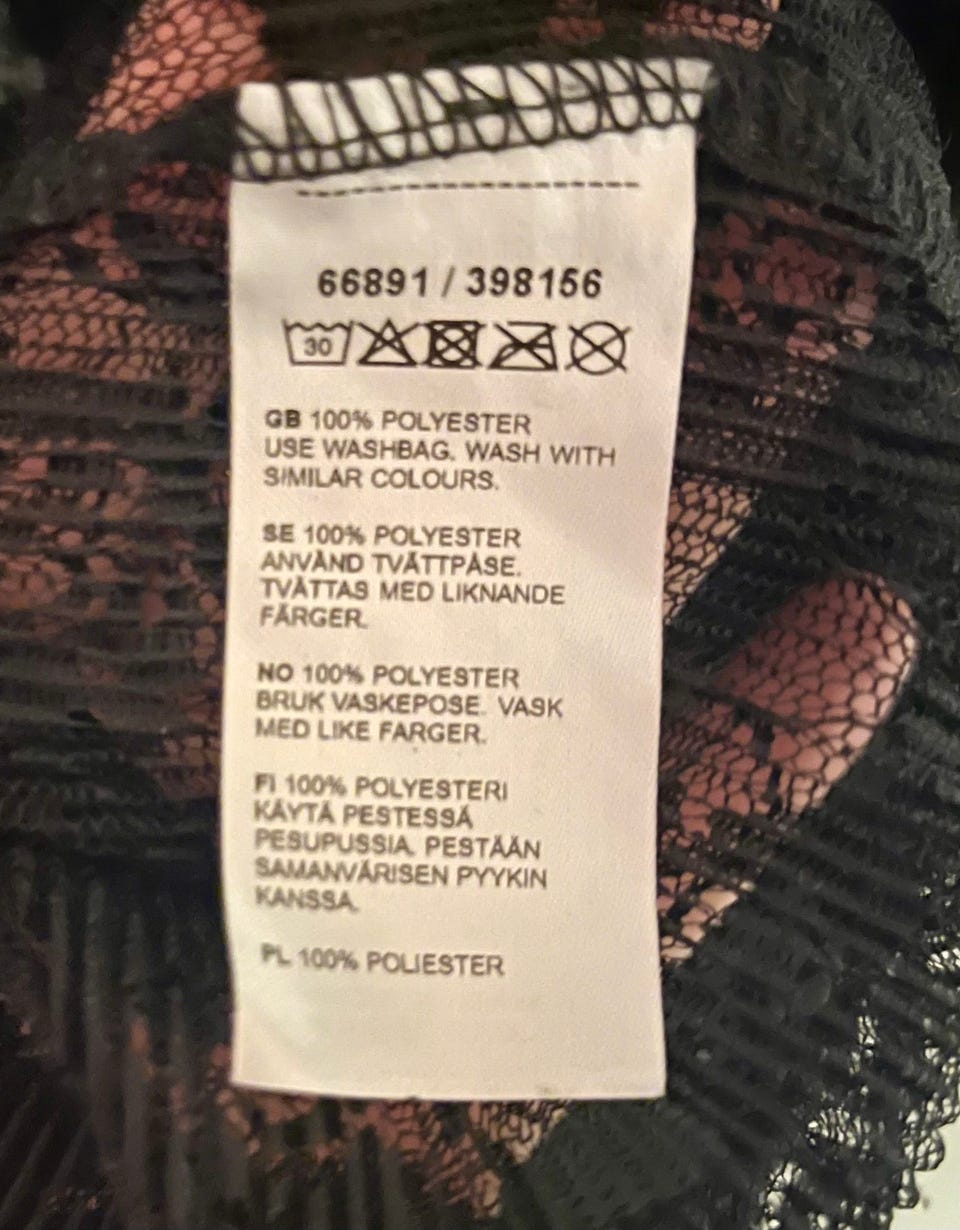 66891 / 398156
30
GB 100% POLYESTER
USE WASHBAG. WASH WITH
SIMILAR COLOURS.
SE 100% POLYESTER
ANVÄND TVÄTTPÅSE.
TVÄTTAS MED LIKNANDE
FÄRGER.
NO 100% POLYESTER
BRUK VASKEPOSE. VASK
MED LIKE FARGER.
FI 100% POLYESTERI
KÄYTÄ PESTESSÄ
PESUPUSSIA. PESTÄÄN
SAMANVÄRISEN PYYKIN
KANSSA.
PL 100% POLIESTER